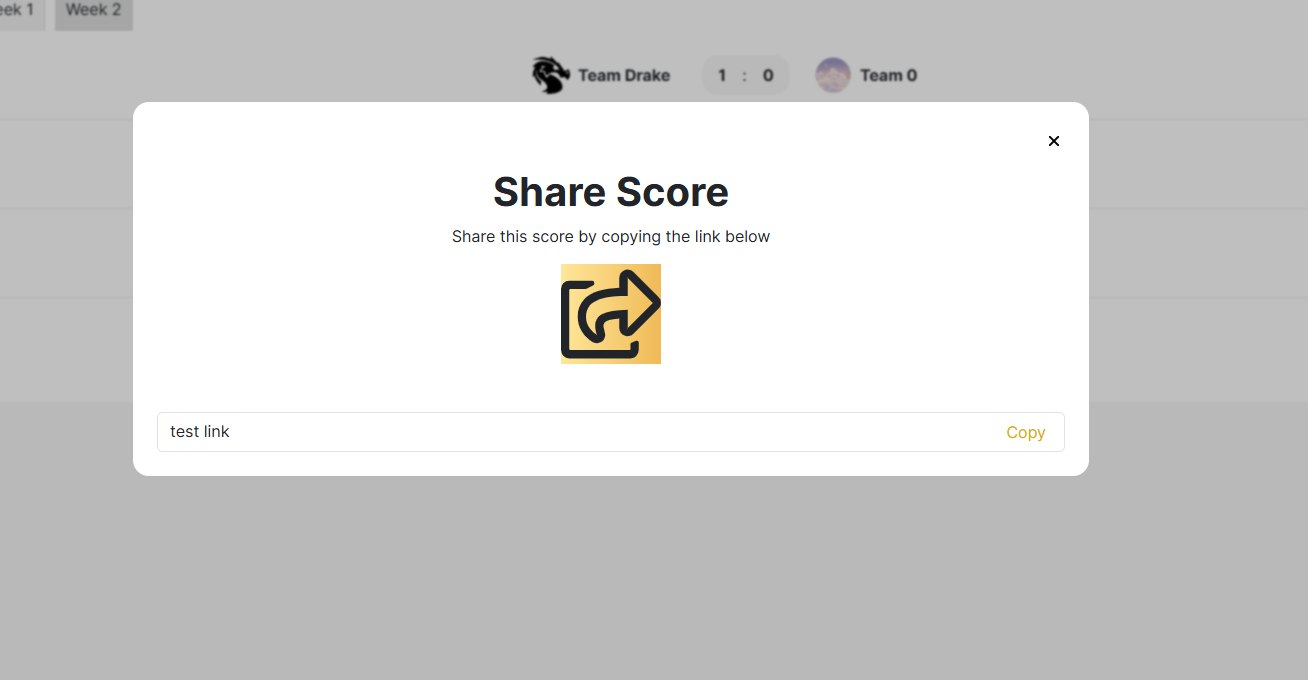 eek 1 Week 2
Team Drake 1 : 0 Team 0
Share Score
Share this score by copying the link below
test link Copy